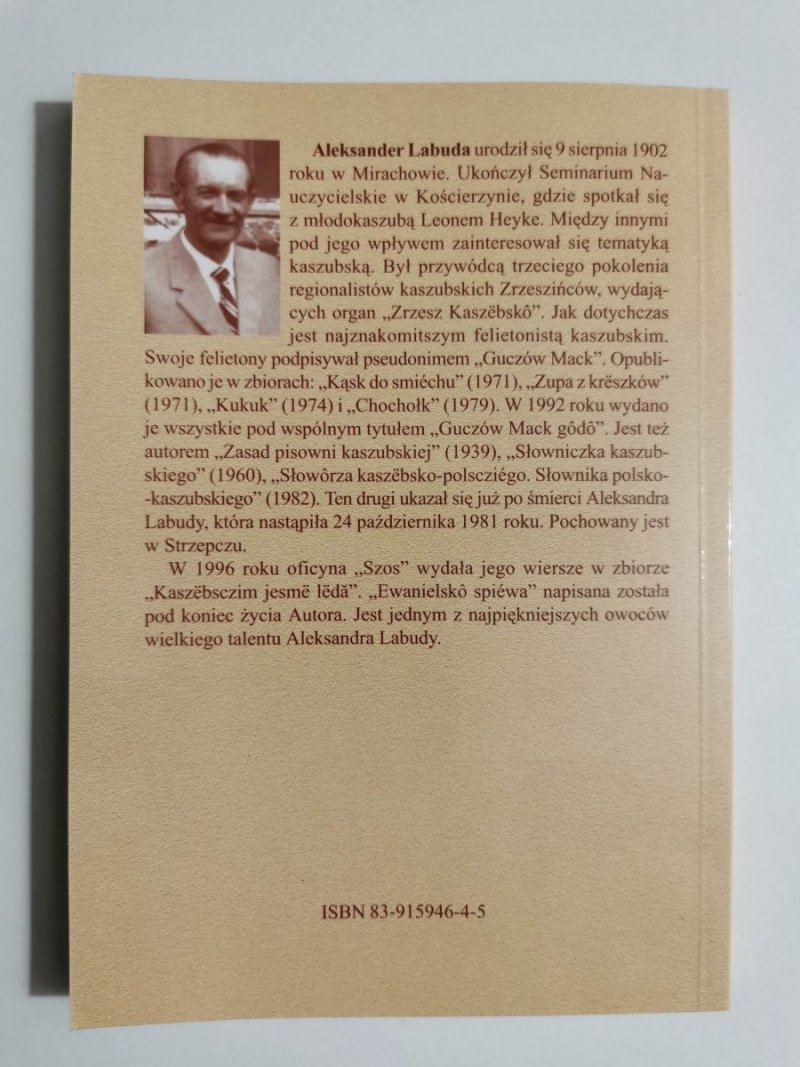 Aleksander Labuda urodził się 9 sierpnia 1902
roku w Mirachowie. Ukończył Seminarium Na-
uczycielskie w Kościerzynie, gdzie spotkał się
z młodokaszubą Leonem Heyke. Między innymi
pod jego wpływem zainteresował się tematyką
kaszubską. Był przywódcą trzeciego pokolenia
regionalistów kaszubskich Zrzeszińców, wydają-
cych organ „Zrzesz Kaszëbskô”. Jak dotychczas
jest najznakomitszym felietonistą kaszubskim.
Swoje felietony podpisywał pseudonimem „Guczów Mack”. Opubli-
kowano je w zbiorach: „Kąsk do smiéchu” (1971), „Zupa z krëszków”
(1971), „Kukuk” (1974) i „Chochołk” (1979). W 1992 roku wydano
je wszystkie pod wspólnym tytułem „Guczów Mack gôdô”. Jest też
autorem „Zasad pisowni kaszubskiej” (1939), „Słowniczka kaszub-
skiego” (1960), „Słowôrza kaszëbsko-polscziégo. Słownika polsko-
-kaszubskiego” (1982). Ten drugi ukazał się już po śmierci Aleksandra
Labudy, która nastąpiła 24 października 1981 roku. Pochowany jest
w Strzepczu.
W 1996 roku oficyna „Szos” wydała jego wiersze w zbiorze
„Kaszëbsczim jesmë lëdã”. „Ewanielskô spiéwa” napisana została
pod koniec życia Autora. Jest jednym z najpiękniejszych owoców
wielkiego talentu Aleksandra Labudy.
ISBN 83-915946-4-5